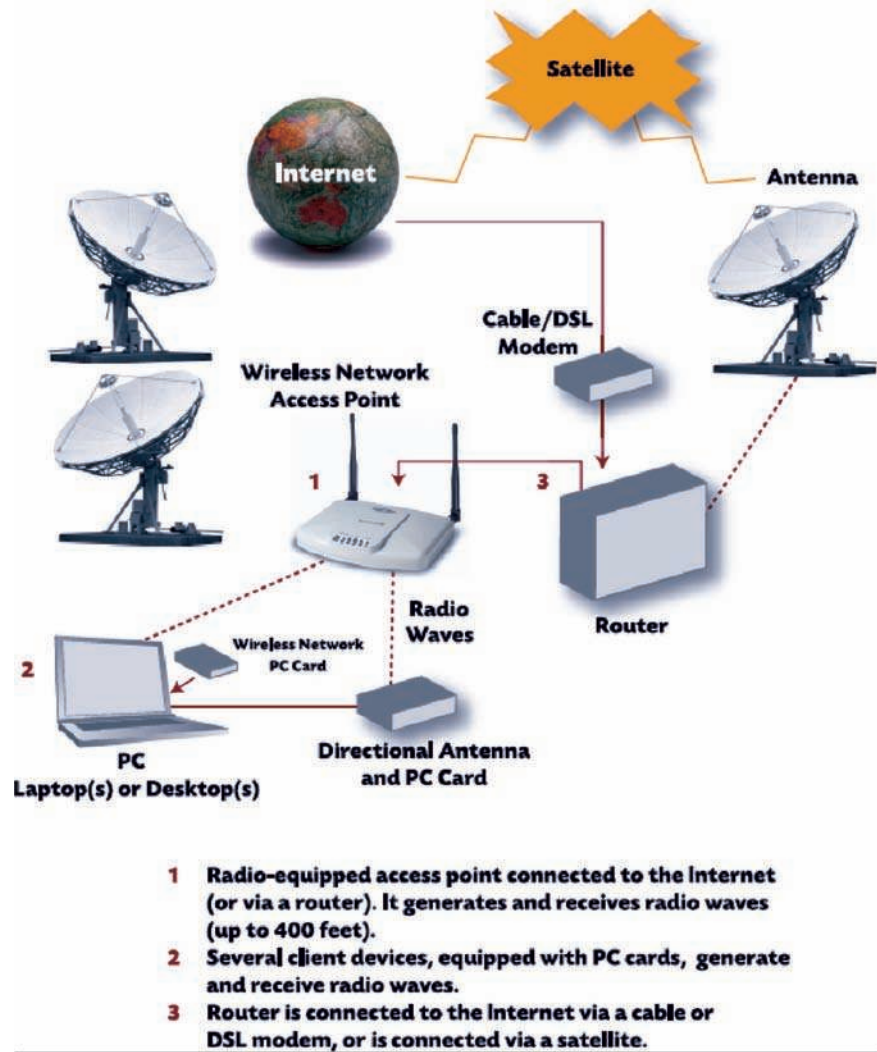 Satellite
Internet
Antenna
Cable/DSL
Modem
Wireless Network
Access Point
1
3
Radio
Waves
Router
2
Wireless Network
PC Card
PC
Laptop(s) or Desktop(s)
Directional Antenna
and PC Card
1 Radio-equipped access point connected to the Internet
(or via a router). It generates and receives radio waves
(up to 400 feet).
2 Several client devices, equipped with PC cards, generate
and receive radio waves.
3 Router is connected to the Internet via a cable or
DSL modem, or is connected via a satellite.